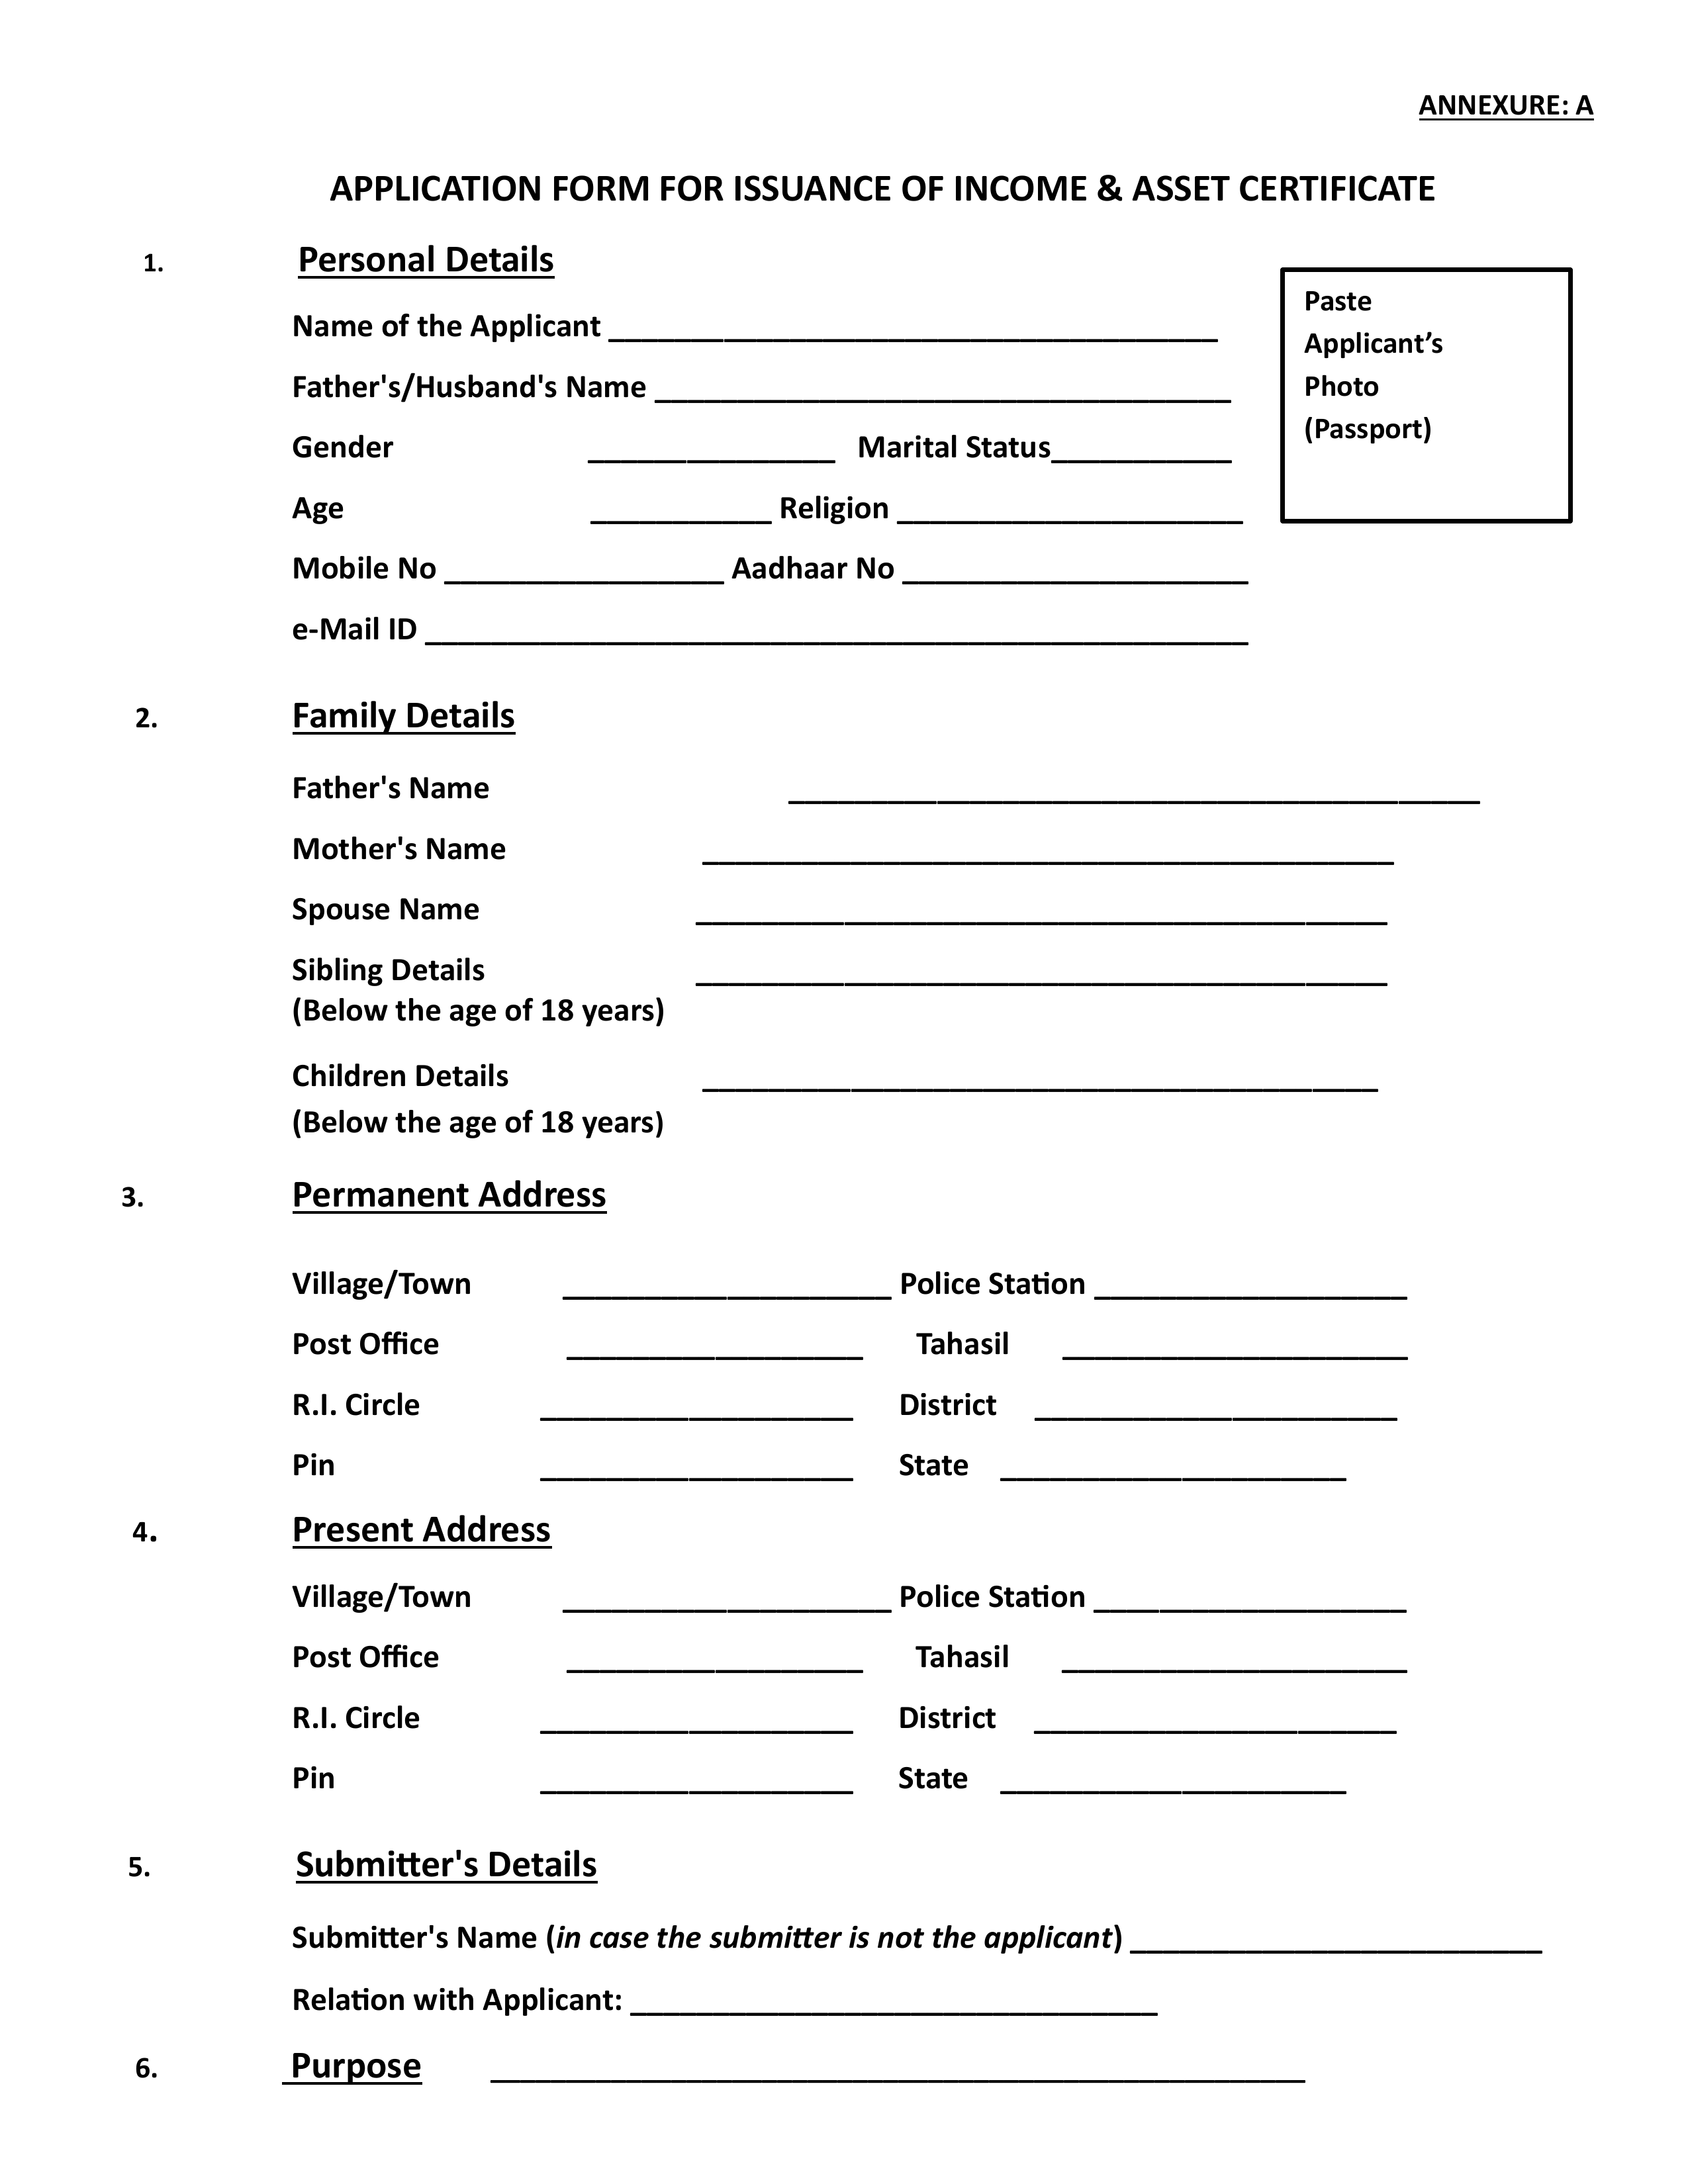 ANNEXURE: A
APPLICATION FORM FOR ISSUANCE OF INCOME & ASSET CERTIFICATE
1. Personal Details
Paste
Applicant’s
Photo
(Passport)
Name of the Applicant ____________________________________
Father's/Husband's Name ___________________________________
Gender _______________ Marital Status___________
Age ___________ Religion _____________________
Mobile No _________________ Aadhaar No _____________________
e-Mail ID __________________________________________________
2. Family Details
Father's Name __________________________________________
Mother's Name __________________________________________
Spouse Name __________________________________________
Sibling Details __________________________________________
(Below the age of 18 years)
Children Details _________________________________________
(Below the age of 18 years)
3. Permanent Address
Village/Town ____________________ Police Station ___________________
Post Office __________________ Tahasil _____________________
R.I. Circle ___________________ District ______________________
Pin ___________________ State _____________________
4. Present Address
Village/Town ____________________ Police Station ___________________
Post Office __________________ Tahasil _____________________
R.I. Circle ___________________ District ______________________
Pin ___________________ State _____________________
5. Submitter's Details
Submitter's Name (in case the submitter is not the applicant) _________________________
Relation with Applicant: ________________________________
6. Purpose ___________________________________________